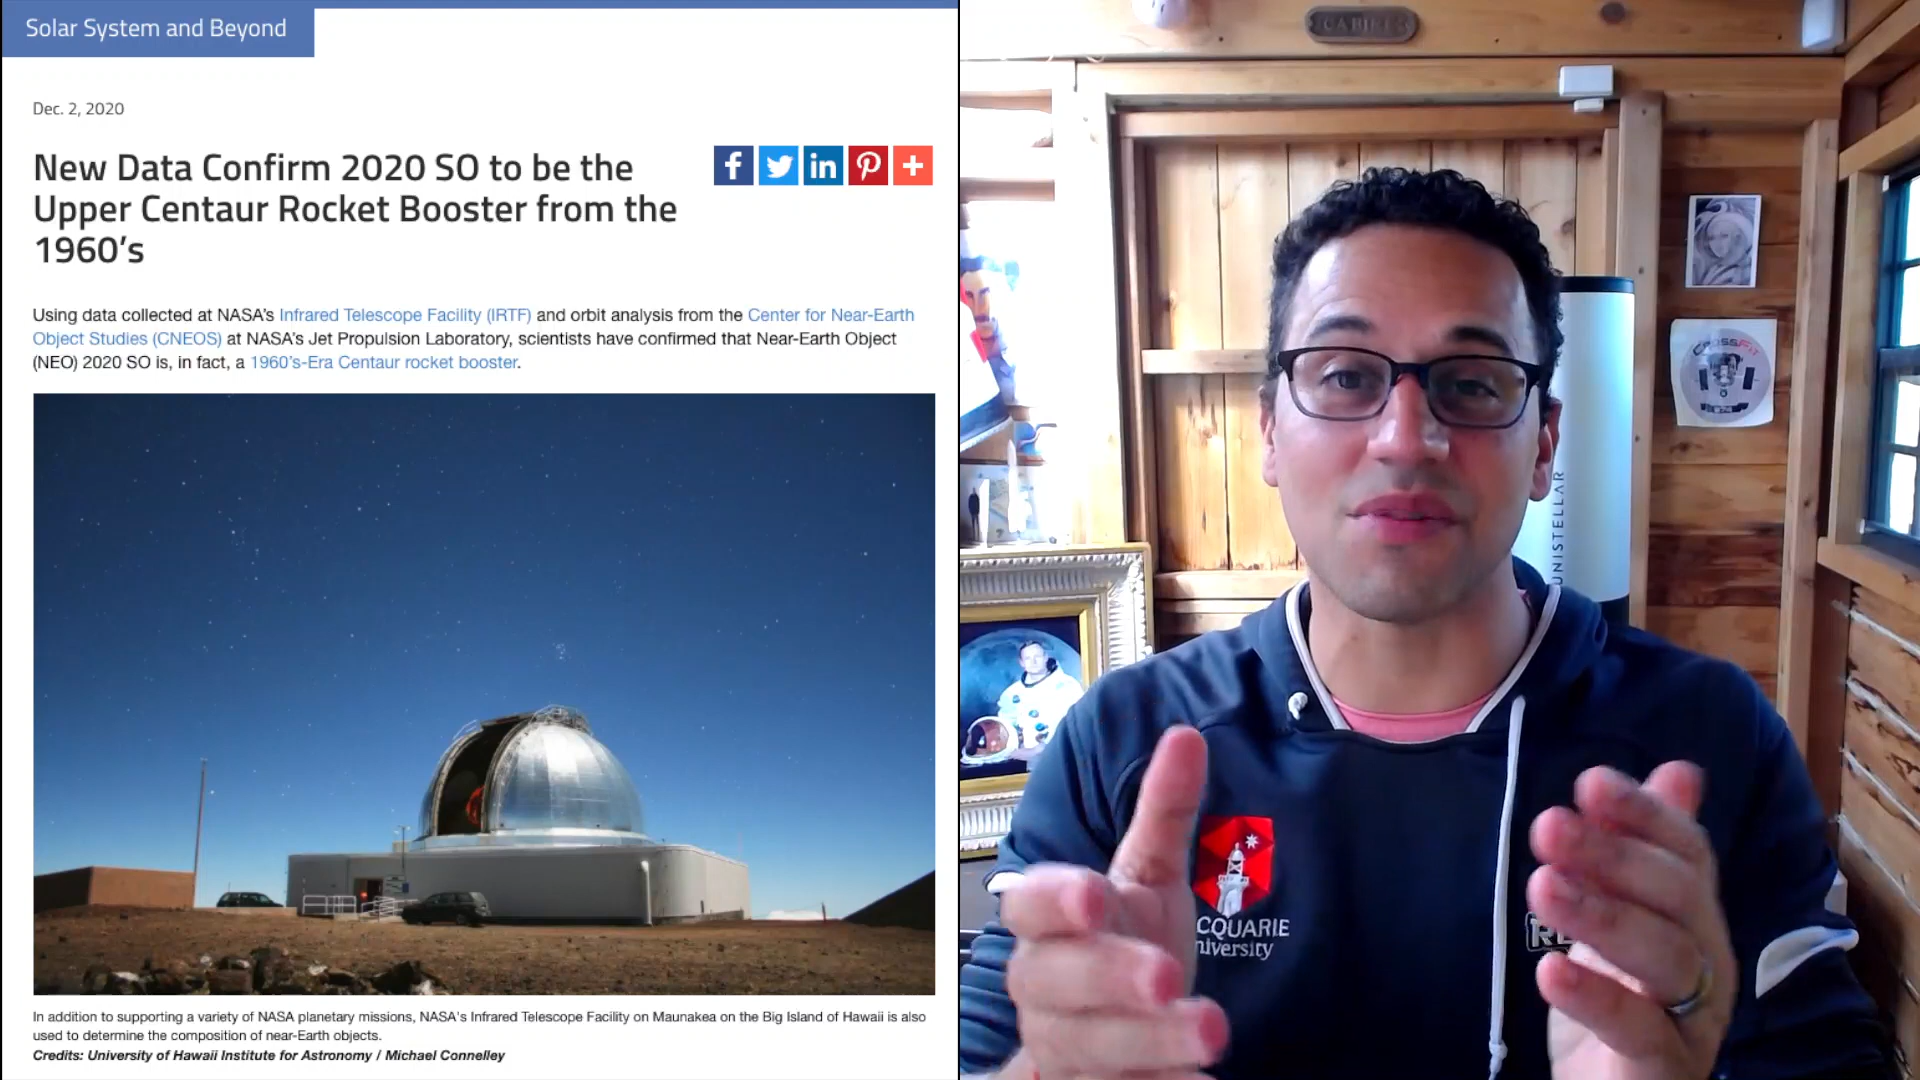 Solar System and Beyond
Dec. 2, 2020
New Data Confirm 2020 SO to be the
Upper Centaur Rocket Booster from the
1960’s
Using data collected at NASA’s Infrared Telescope Facility (IRTF) and orbit analysis from the Center for Near-Earth
Object Studies (CNEOS) at NASA’s Jet Propulsion Laboratory, scientists have confirmed that Near-Earth Object
(NEO) 2020 SO is, in fact, a 1960’s-Era Centaur rocket booster.
In addition to supporting a variety of NASA planetary missions, NASA's Infrared Telescope Facility on Maunakea on the Big Island of Hawaii is also
used to determine the composition of near-Earth objects.
Credits: University of Hawaii Institute for Astronomy / Michael Connelley
CROSSFIT
UNISTELLAR
CQUARIE
niversity